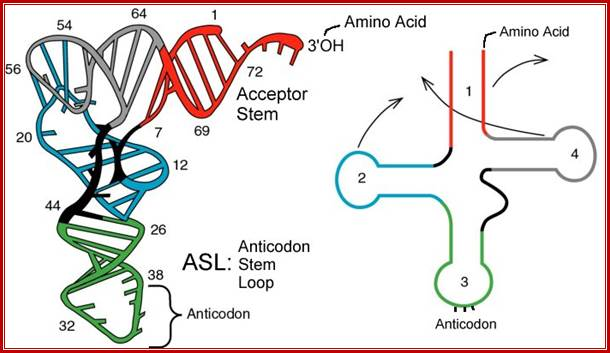 54
64
1
Amino Acid
3'OH
56
72
Acceptor
Stem
20
7
69
12
44
26
ASL:
Anticodon
Stem
Loop
38
32
Anticodon
Amino Acid
1
2
4
3
Anticodon